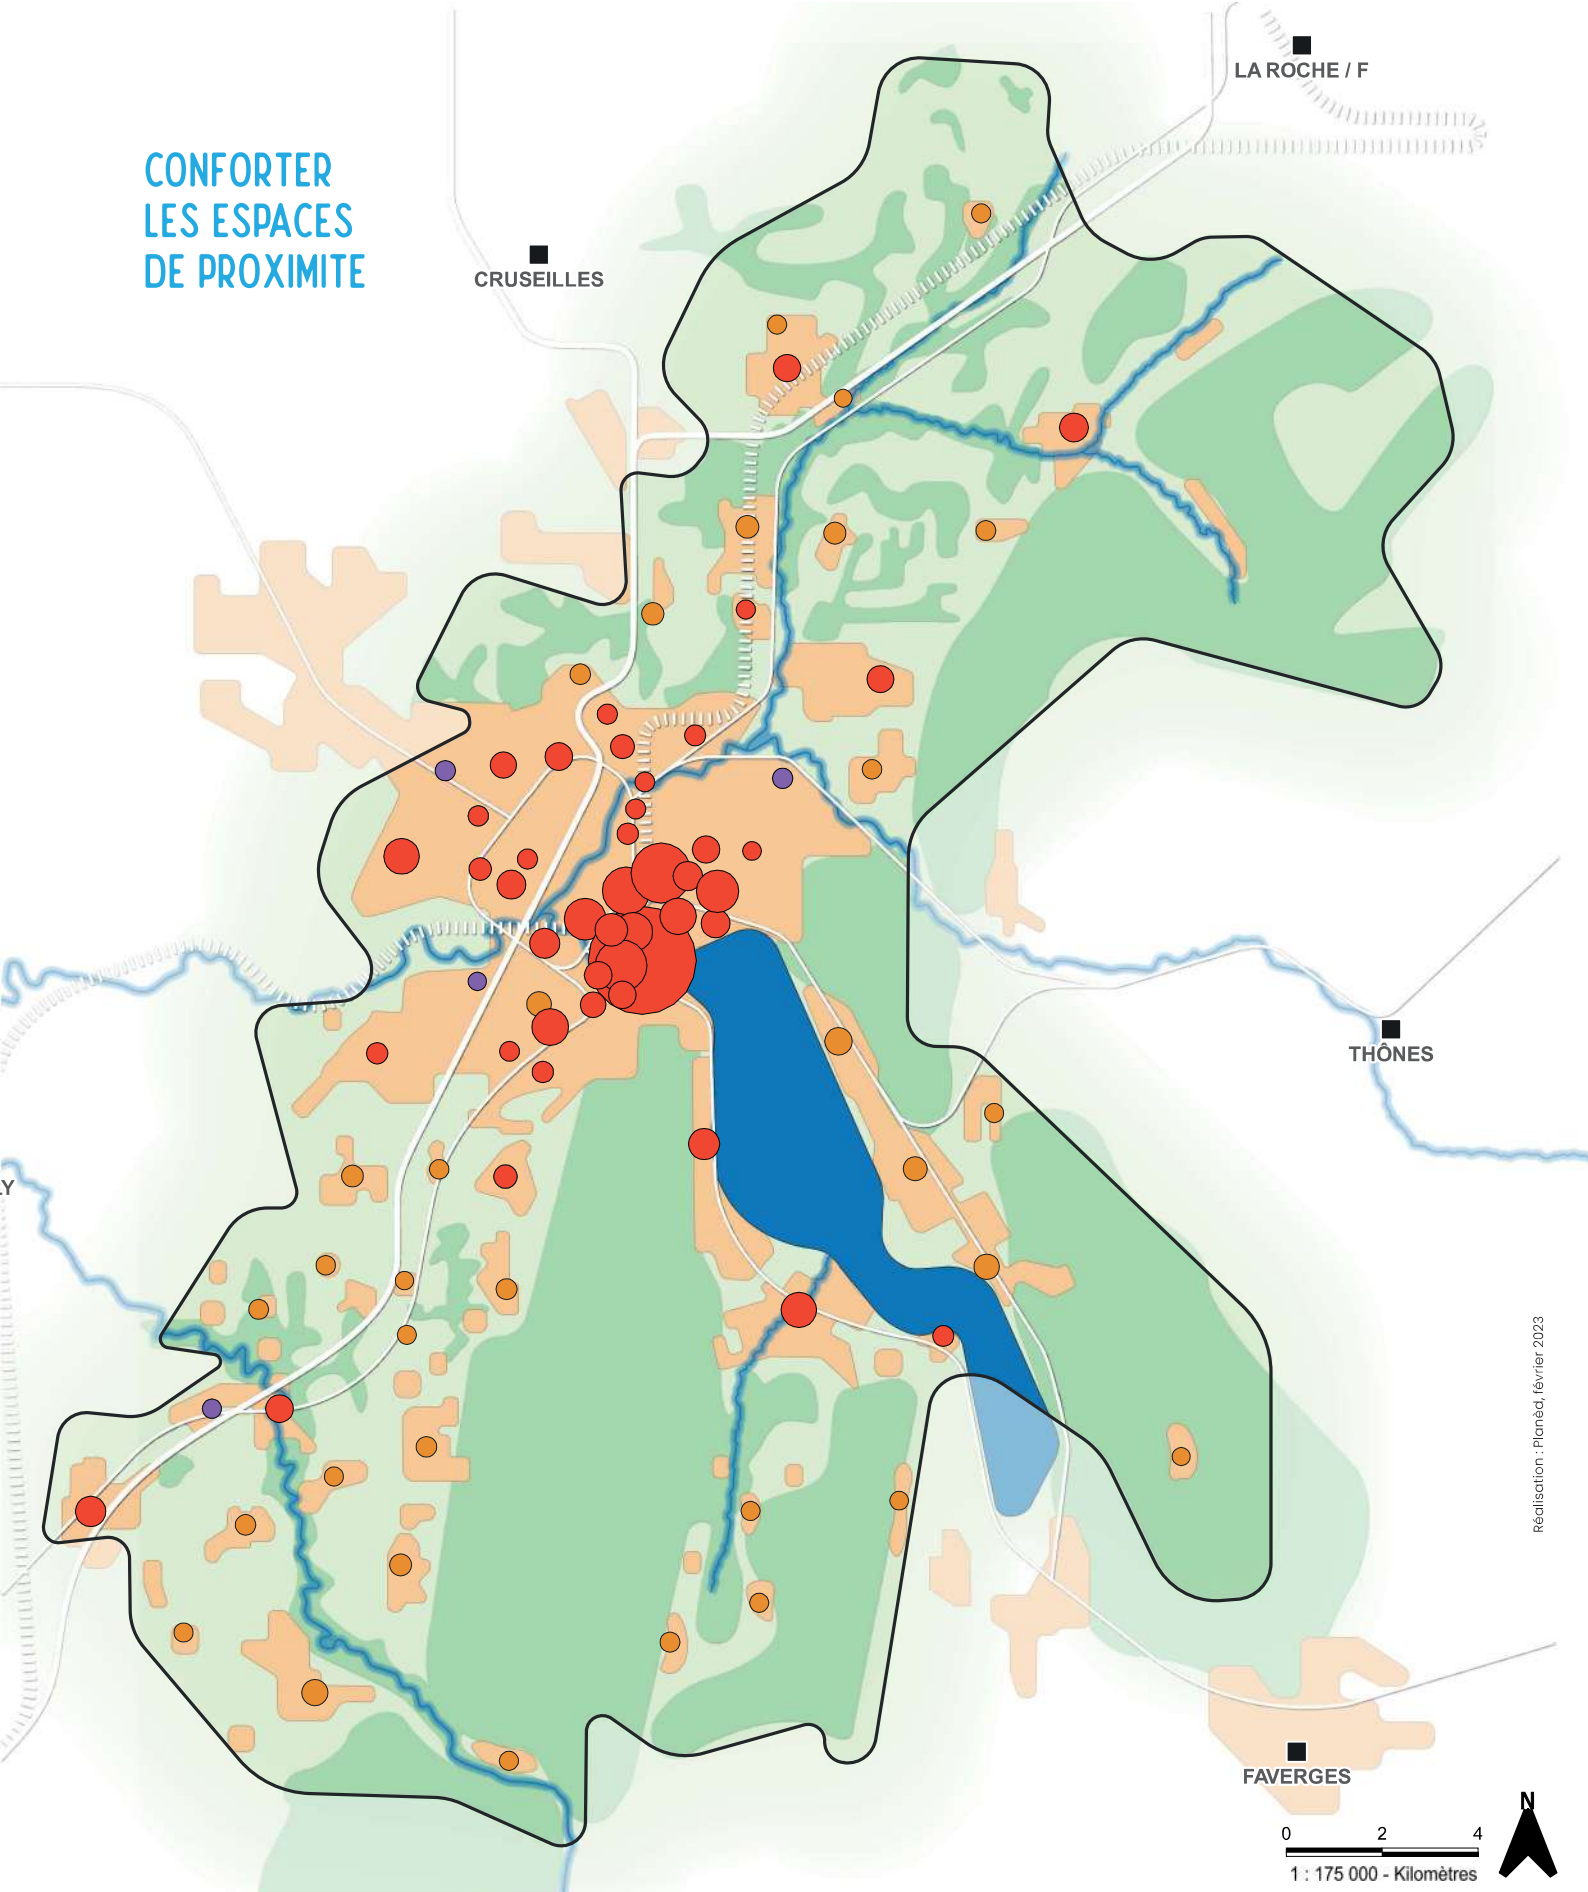 LA ROCHE / F
CONFORTER
LES ESPACES
DE PROXIMITE
CRUSEILLES
THÔNES
LY
Réalisation : Planèd, février 2023
FAVERGES
N
0 2 4
1 : 175 000 - Kilomètres